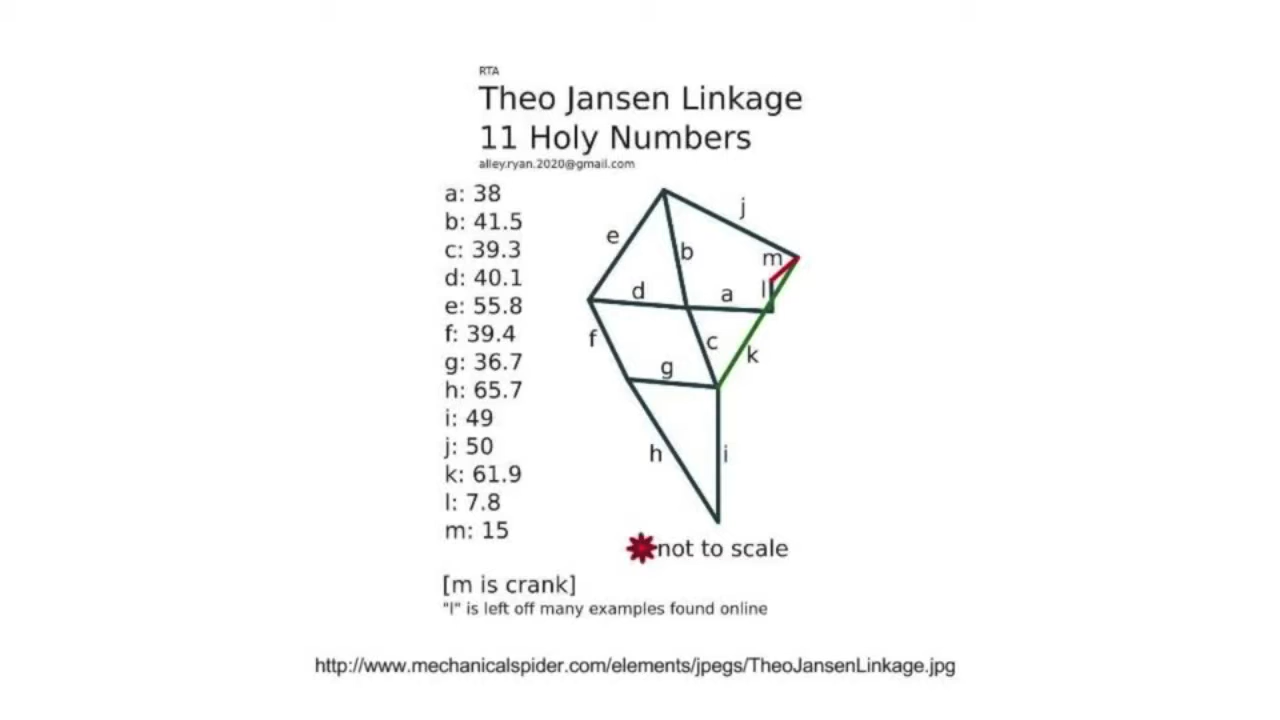 RTA
Theo Jansen Linkage
11 Holy Numbers
alley.ryan.2020@gmail.com
a: 38
b: 41.5
c: 39.3
d: 40.1
e: 55.8
f: 39.4
g: 36.7
h: 65.7
i: 49
j: 50
k: 61.9
l: 7.8
m: 15
j
e
b
m
d
a
l
f
c
k
g
h
i
not to scale
[m is crank]
"l" is left off many examples found online
http://www.mechanicalspider.com/elements/jpegs/TheoJansenLinkage.jpg